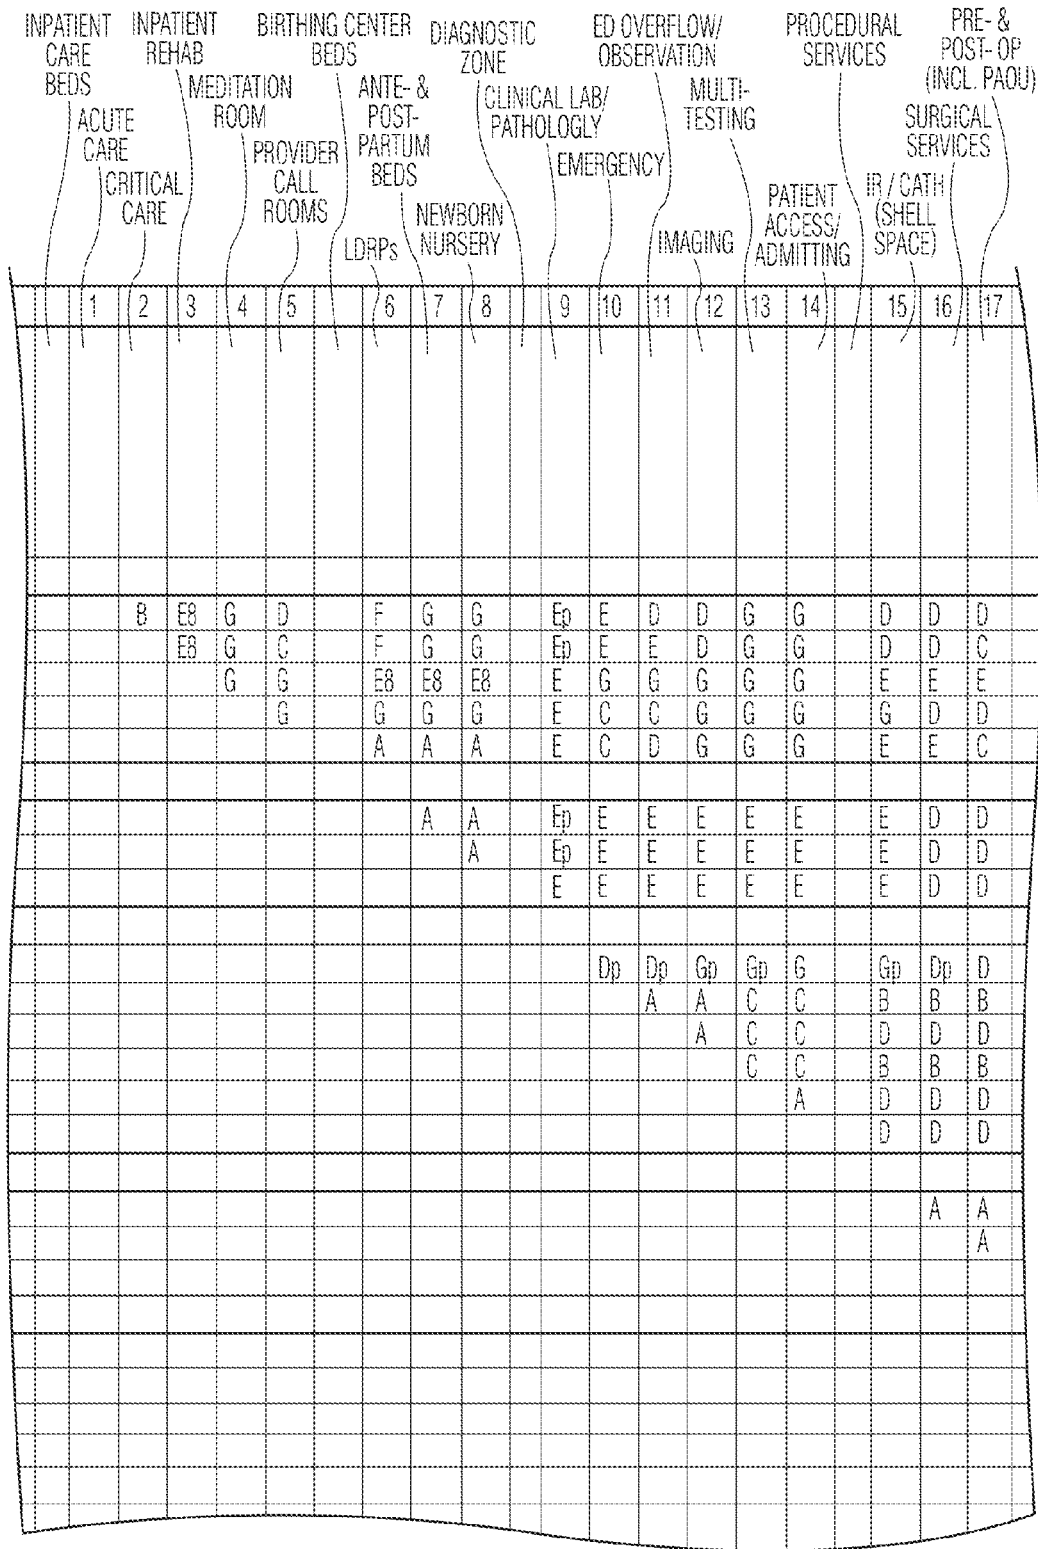 INPATIENT
CARE
BEDS
ACUTE
CARE
CRITICAL
CARE
INPATIENT
REHAB
MEDITATION
ROOM
PROVIDER
CALL
ROOMS
BIRTHING CENTER
BEDS
LDRPs
ANTE- &
POST-
PARTUM
BEDS
NEWBORN
NURSERY
DIAGNOSTIC
ZONE
CLINICAL LAB/
PATHOLOGLY
EMERGENCY
ED OVERFLOW/
OBSERVATION
IMAGING
MULTI-
TESTING
PATIENT
ACCESS/
ADMITTING
PROCEDURAL
SERVICES
IR / CATH
(SHELL
SPACE)
SURGICAL
SERVICES
PRE- &
POST- OP
(INCL. PAOU)
1 2 3 4 5 6 7 8 9 10 11 12 13 14 15 16 17
B E8 G D F G G Ep E D D G G D D D
E8 G C F G G Ep E E D G G D D C
G G E8 E8 E8 E G G G G G E E E
G G G G E C C G G G G D D
A A A E C D G G G E E C
A A Ep E E E E E E D D
A Ep E E E E E E D D
E E E E E E E D D
Dp Dp Gp Gp G Gp Dp D
A A C C B B B
A C C D D D
C C B B B
A D D D
D D D
A A
A